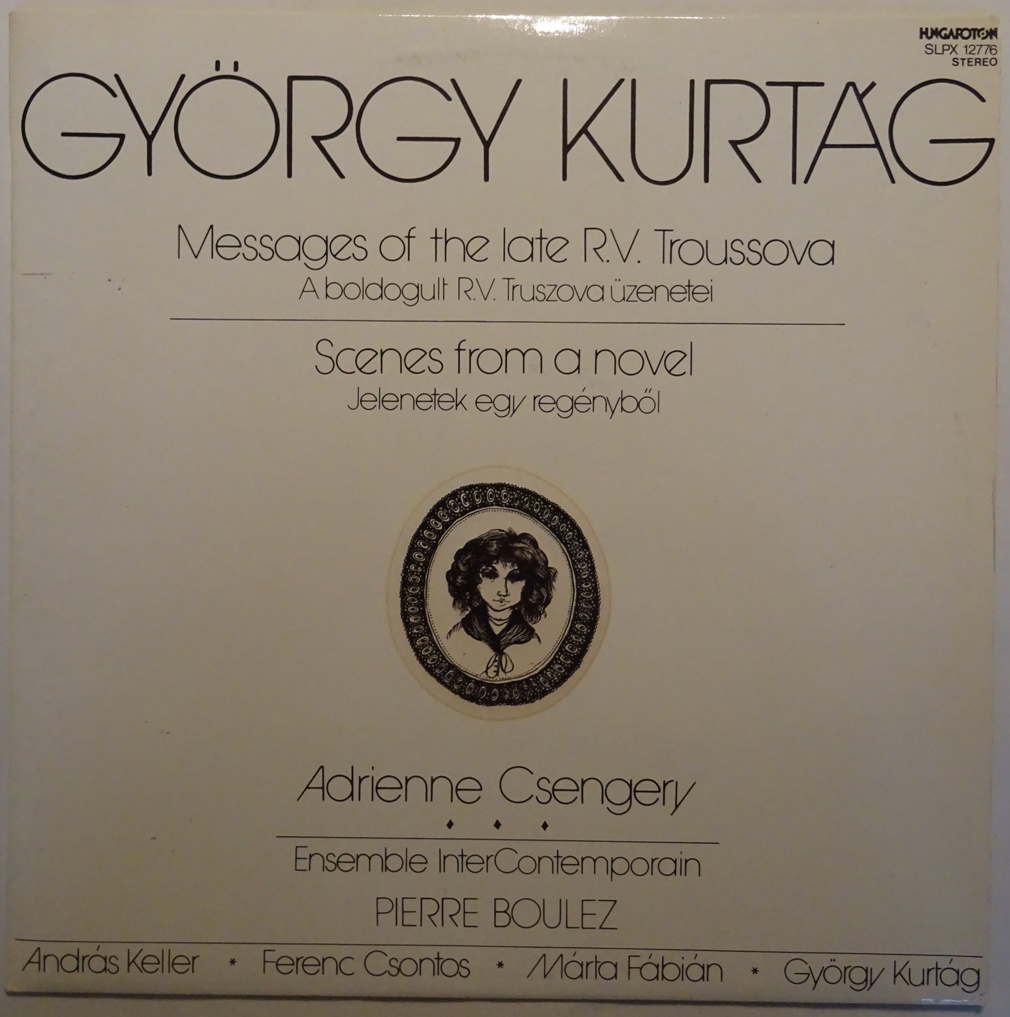 HUNGAROTON
SLPX 12776
STEREO
GYÖRGY KURTÁG
Messages of the late R.V. Troussova
A boldogult R.V. Truszova üzenetei
Scenes from a novel
Jelenetek egy regényből
Adrienne Csengery
♦ ♦ ♦
Ensemble InterContemporain
PIERRE BOULEZ
András Keller * Ferenc Csontos * Márta Fábián * György Kurtág